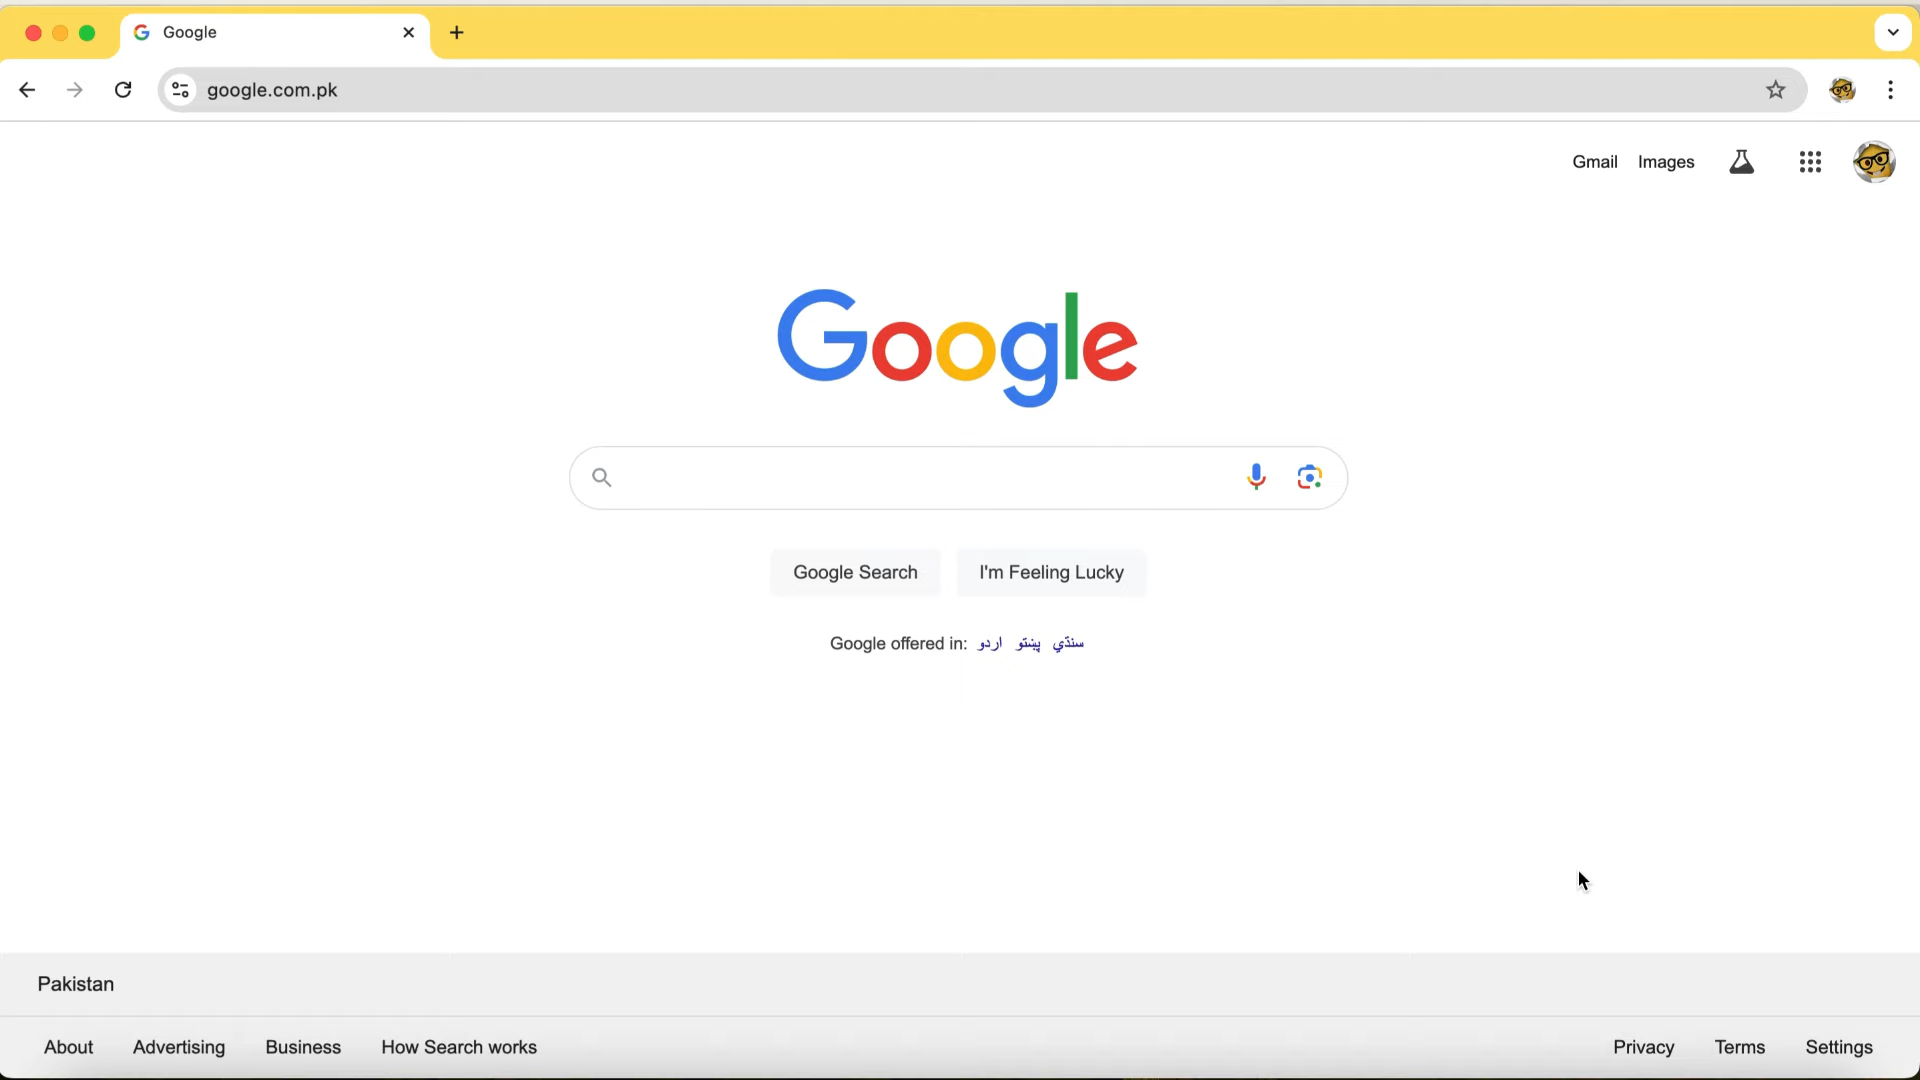 Google
google.com.pk
Gmail Images
Google
Google Search I'm Feeling Lucky
Google offered in: اردو پښتو سنڌي
Pakistan
About Advertising Business How Search works Privacy Terms Settings